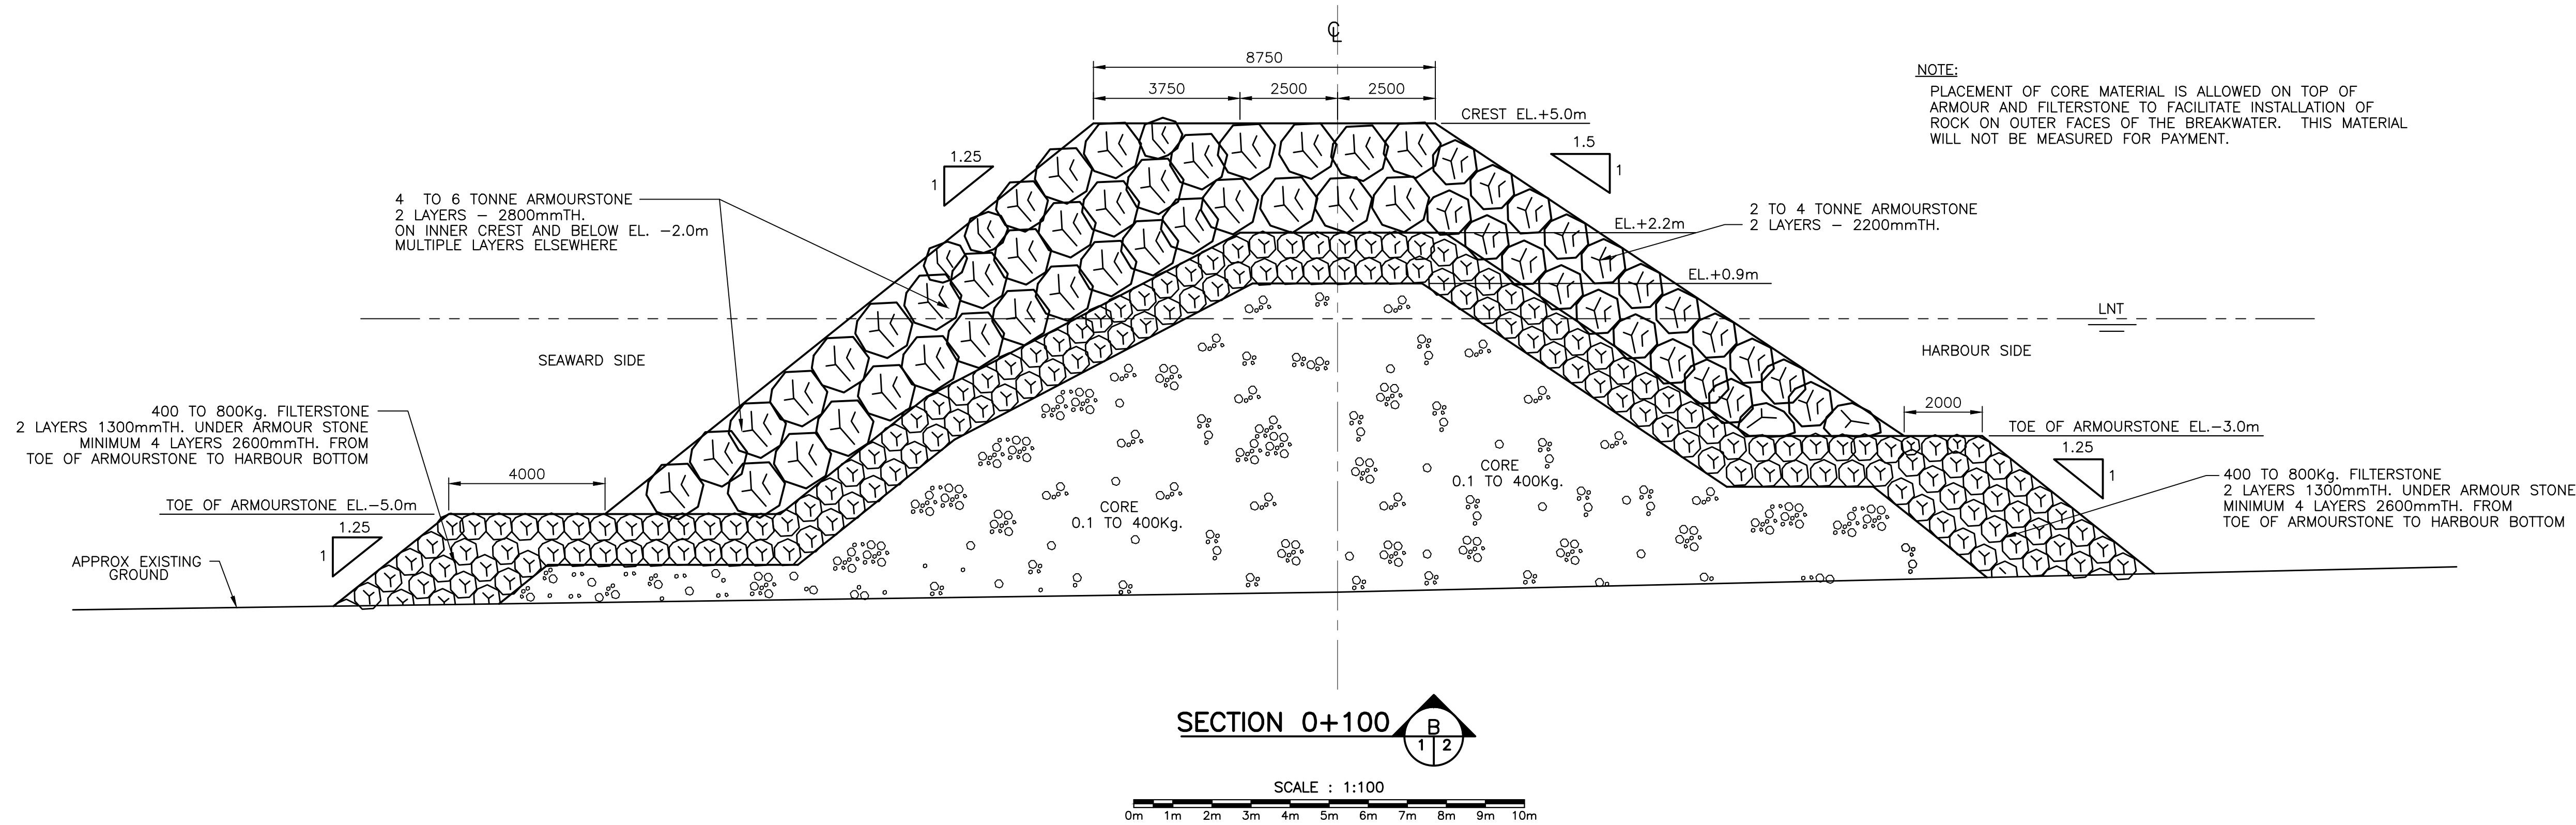 ℄
8750
3750
2500
2500
CREST EL.+5.0m
NOTE:
PLACEMENT OF CORE MATERIAL IS ALLOWED ON TOP OF
ARMOUR AND FILTERSTONE TO FACILITATE INSTALLATION OF
ROCK ON OUTER FACES OF THE BREAKWATER. THIS MATERIAL
WILL NOT BE MEASURED FOR PAYMENT.
1.25
1
1.5
1
4 TO 6 TONNE ARMOURSTONE
2 LAYERS – 2800mmTH.
ON INNER CREST AND BELOW EL. –2.0m
MULTIPLE LAYERS ELSEWHERE
2 TO 4 TONNE ARMOURSTONE
2 LAYERS – 2200mmTH.
EL.+2.2m
EL.+0.9m
LNT
SEAWARD SIDE
HARBOUR SIDE
400 TO 800Kg. FILTERSTONE
2 LAYERS 1300mmTH. UNDER ARMOUR STONE
MINIMUM 4 LAYERS 2600mmTH. FROM
TOE OF ARMOURSTONE TO HARBOUR BOTTOM
2000
TOE OF ARMOURSTONE EL.–3.0m
1.25
1
4000
TOE OF ARMOURSTONE EL.–5.0m
1.25
1
CORE
0.1 TO 400Kg.
CORE
0.1 TO 400Kg.
400 TO 800Kg. FILTERSTONE
2 LAYERS 1300mmTH. UNDER ARMOUR STONE
MINIMUM 4 LAYERS 2600mmTH. FROM
TOE OF ARMOURSTONE TO HARBOUR BOTTOM
APPROX EXISTING
GROUND
SECTION 0+100
B
1 2
SCALE : 1:100
0m 1m 2m 3m 4m 5m 6m 7m 8m 9m 10m